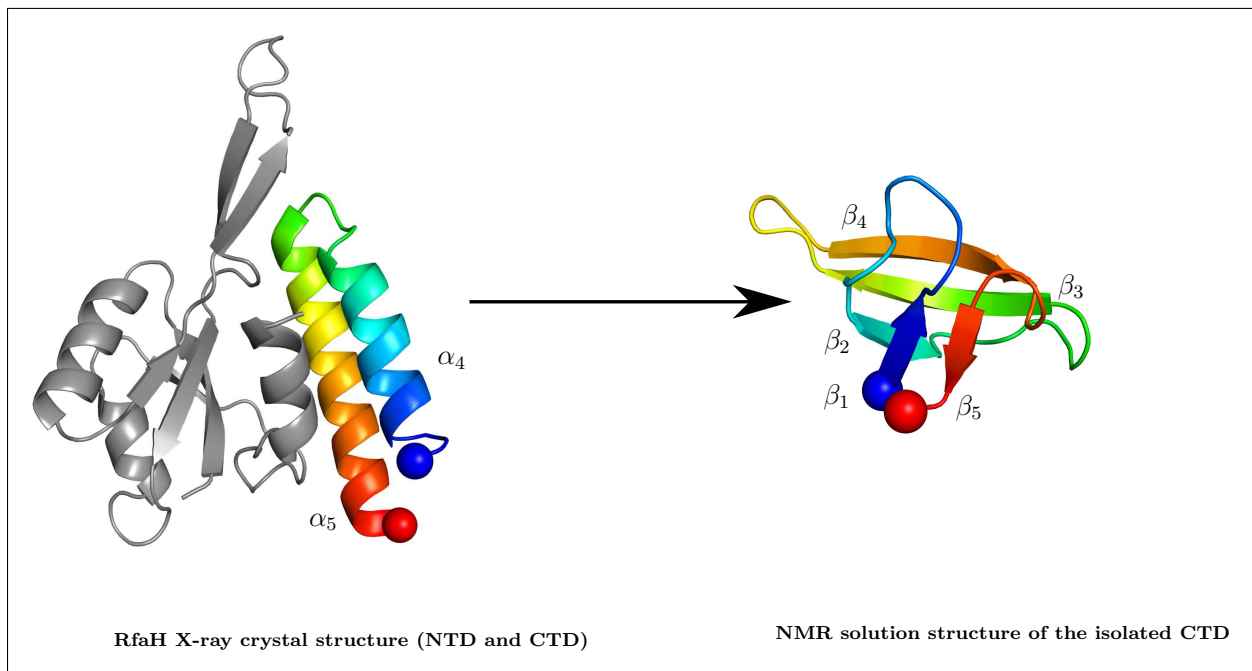 α₄
α₅
β₄
β₃
β₂
β₁
β₅
RfaH X-ray crystal structure (NTD and CTD)
NMR solution structure of the isolated CTD